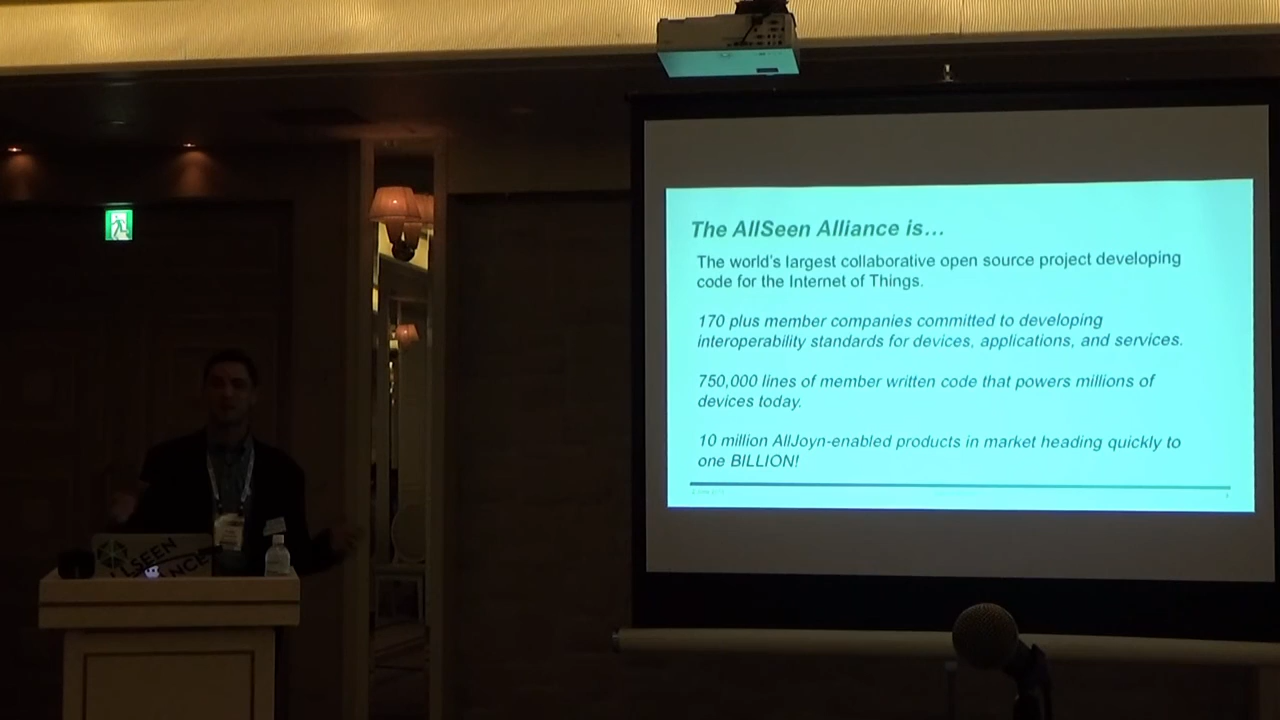 The AllSeen Alliance is...
The world's largest collaborative open source project developing
code for the Internet of Things.
170 plus member companies committed to developing
interoperability standards for devices, applications, and services.
750,000 lines of member written code that powers millions of
devices today.
10 million AllJoyn-enabled products in market heading quickly to
one BILLION!